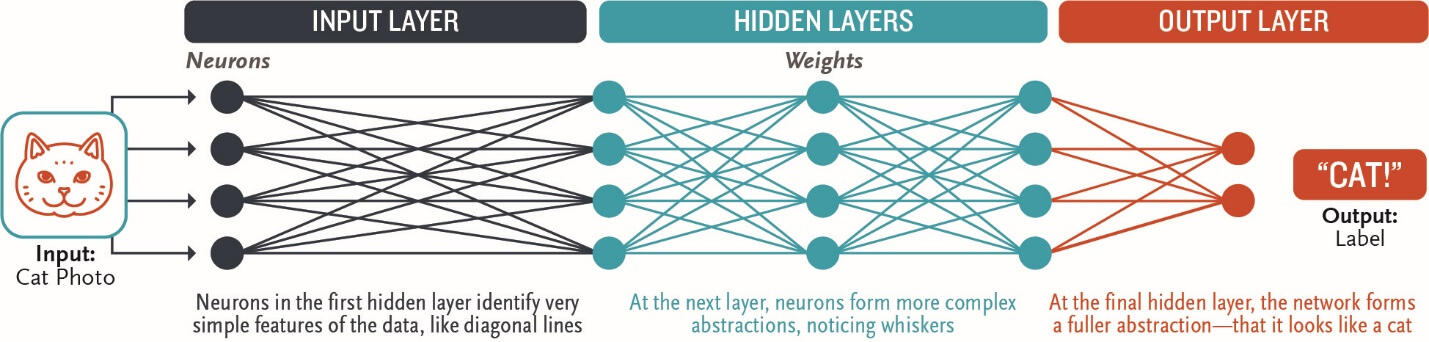 INPUT LAYER
HIDDEN LAYERS
OUTPUT LAYER
Neurons
Weights
"CAT!"
Input:
Cat Photo
Output:
Label
Neurons in the first hidden layer identify very
simple features of the data, like diagonal lines
At the next layer, neurons form more complex
abstractions, noticing whiskers
At the final hidden layer, the network forms
a fuller abstraction—that it looks like a cat